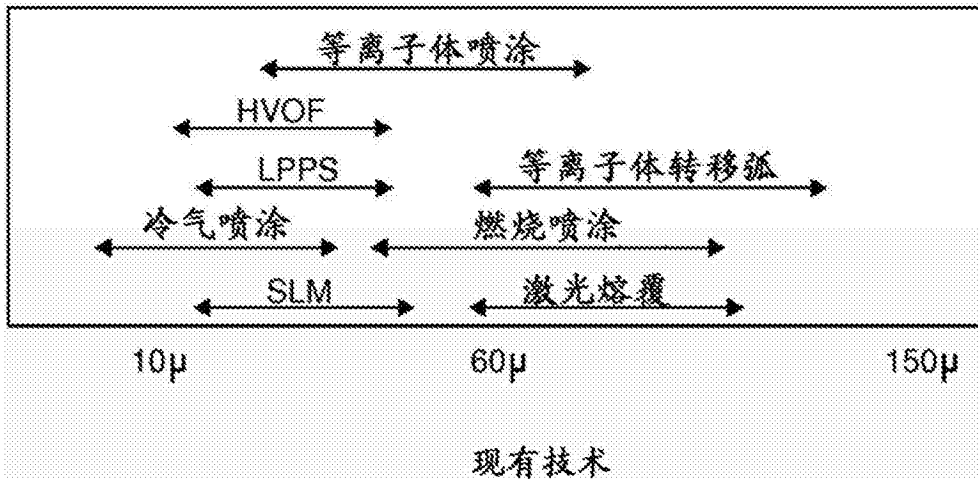 等离子体喷涂
HVOF
LPPS 等离子体转移弧
冷气喷涂 燃烧喷涂
SLM 激光熔覆
10μ 60μ 150μ
现有技术